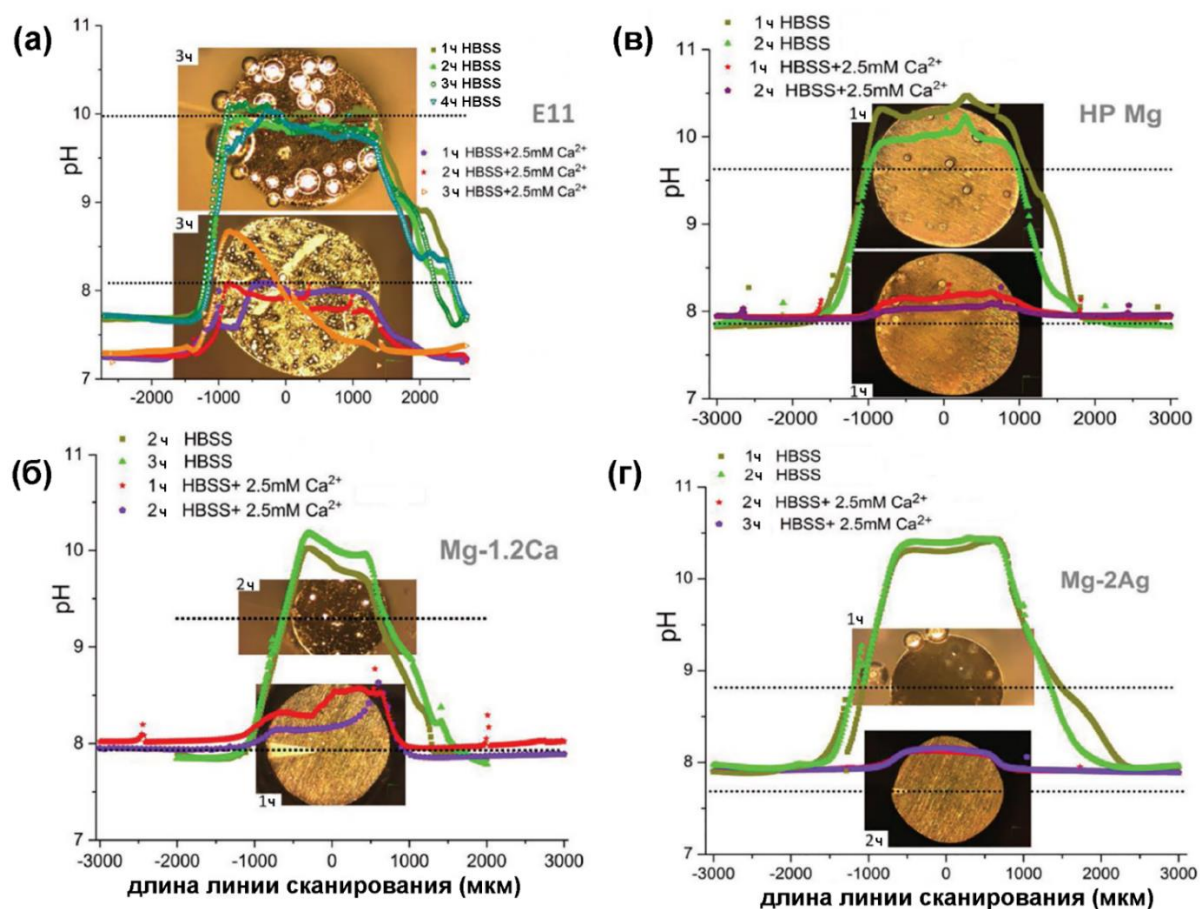 (а)
11
10
9
8
7
pH
3ч
3ч
1ч HBSS
2ч HBSS
3ч HBSS
4ч HBSS
E11
1ч HBSS+2.5mM Ca²⁺
2ч HBSS+2.5mM Ca²⁺
3ч HBSS+2.5mM Ca²⁺
-2000 -1000 0 1000 2000
(в)
1ч HBSS
2ч HBSS
1ч HBSS+2.5mM Ca²⁺
2ч HBSS+2.5mM Ca²⁺
HP Mg
11
10
9
8
7
pH
1ч
1ч
-3000 -2000 -1000 0 1000 2000 3000
(б)
2ч HBSS
3ч HBSS
1ч HBSS+ 2.5mM Ca²⁺
2ч HBSS+ 2.5mM Ca²⁺
Mg-1.2Ca
11
10
9
8
7
pH
2ч
1ч
-3000 -2000 -1000 0 1000 2000 3000
длина линии сканирования (мкм)
(г)
1ч HBSS
2ч HBSS
2ч HBSS+ 2.5mM Ca²⁺
3ч HBSS+ 2.5mM Ca²⁺
Mg-2Ag
11
10
9
8
7
pH
1ч
2ч
-3000 -2000 -1000 0 1000 2000 3000
длина линии сканирования (мкм)